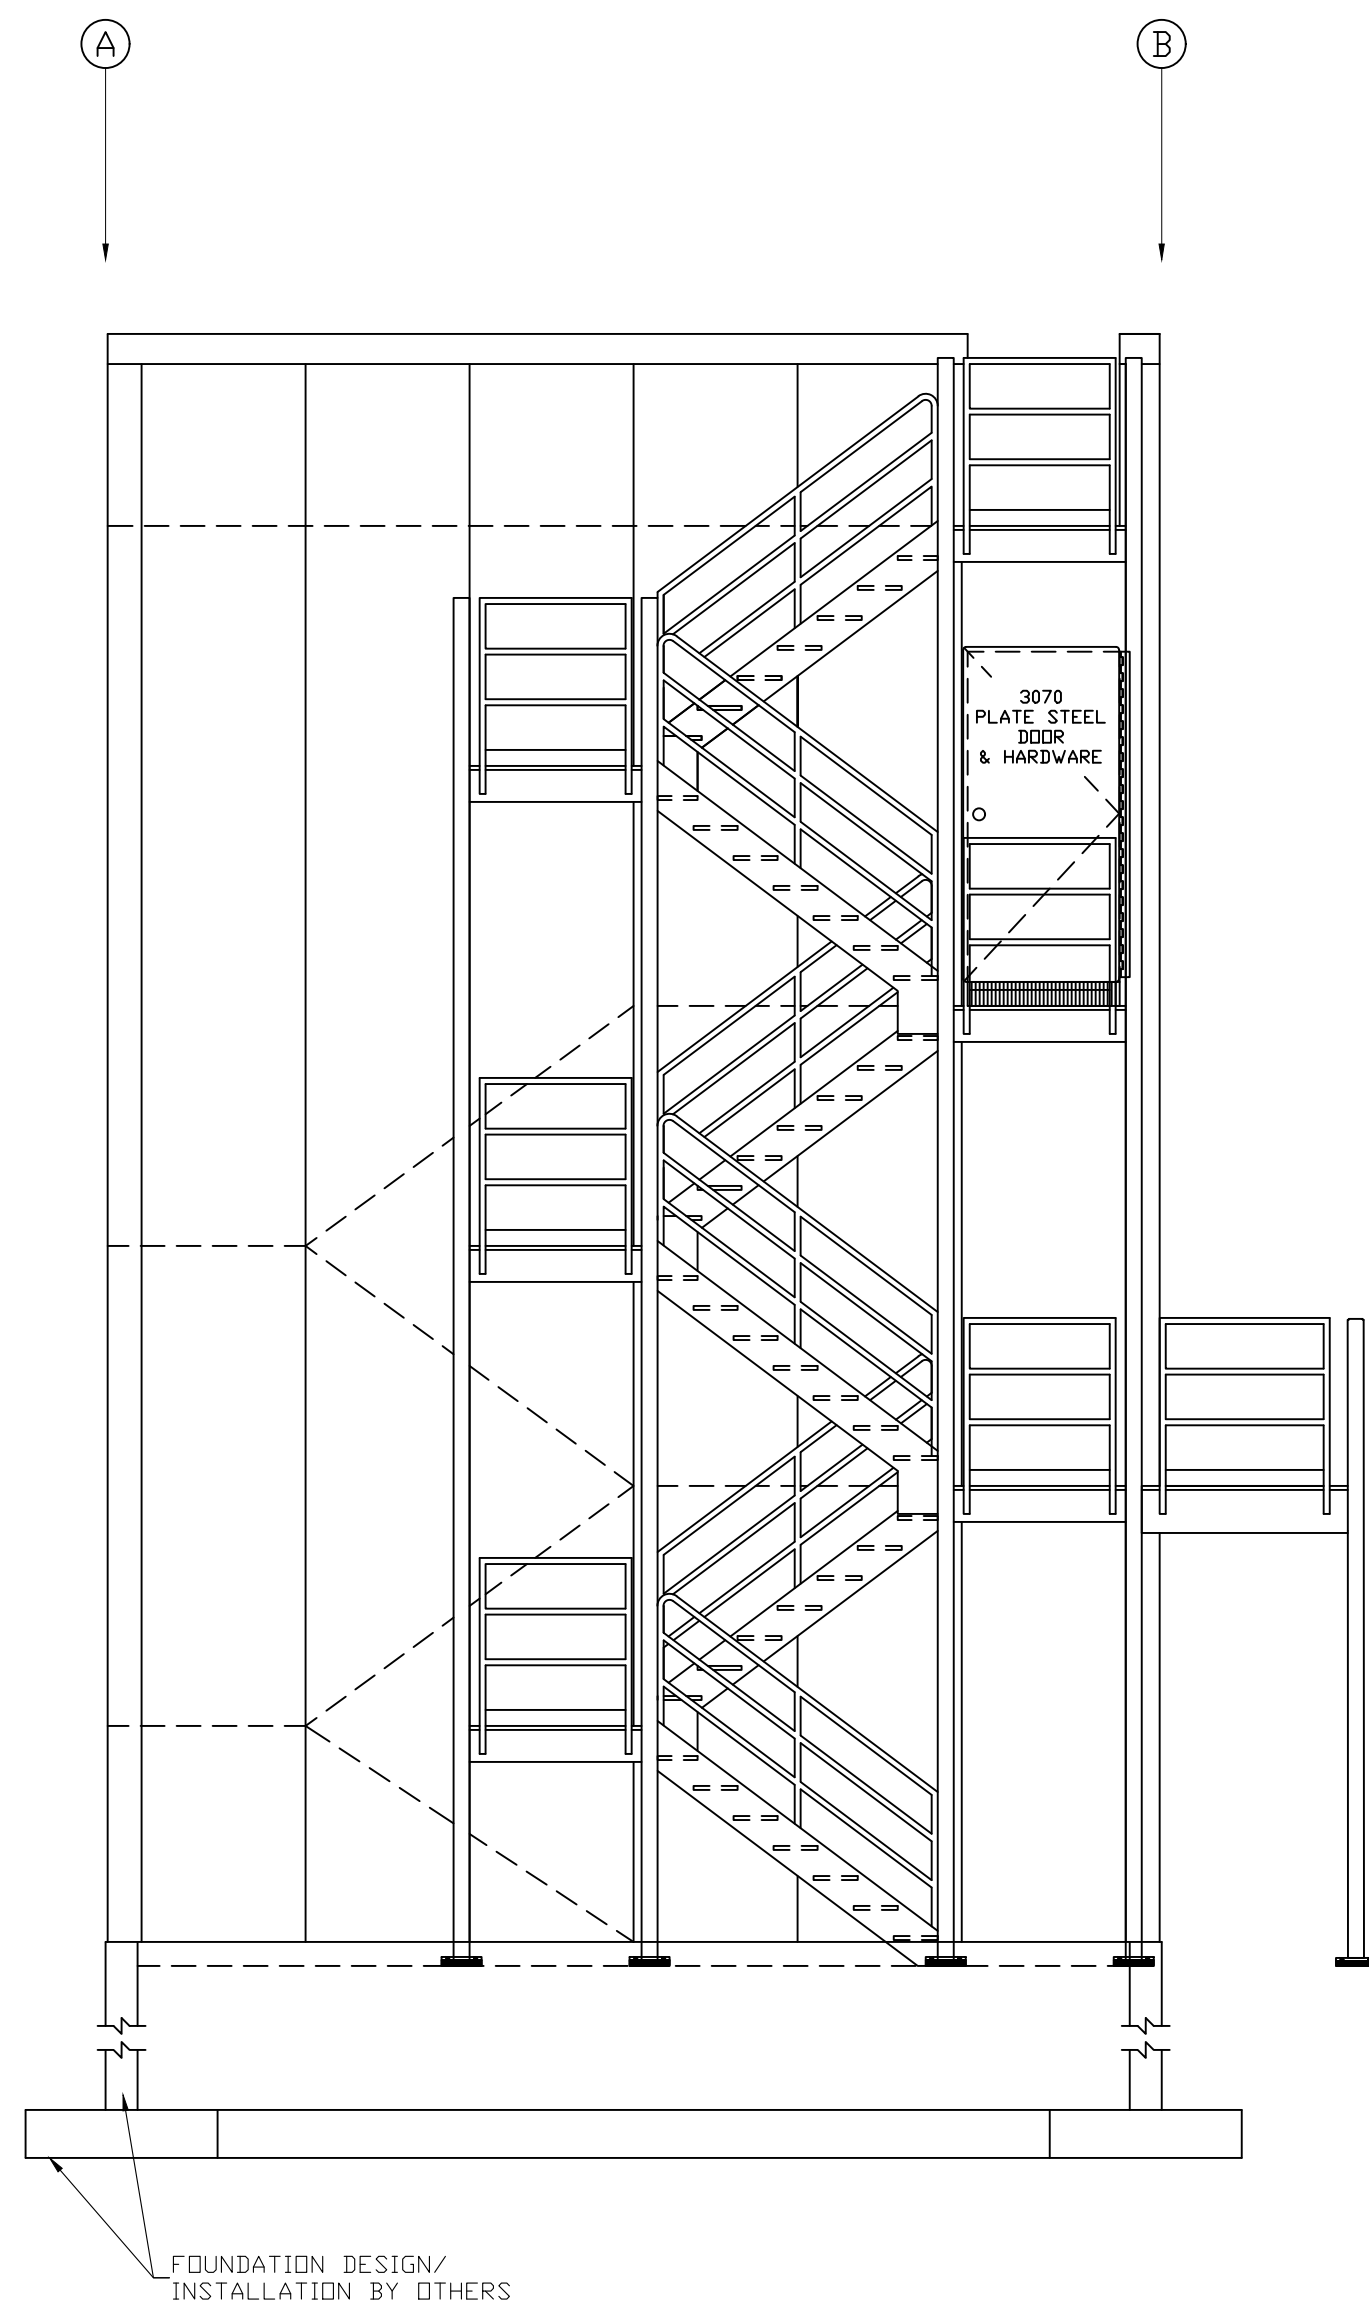 A
B
3070
PLATE STEEL
DOOR
& HARDWARE
FOUNDATION DESIGN/
INSTALLATION BY OTHERS